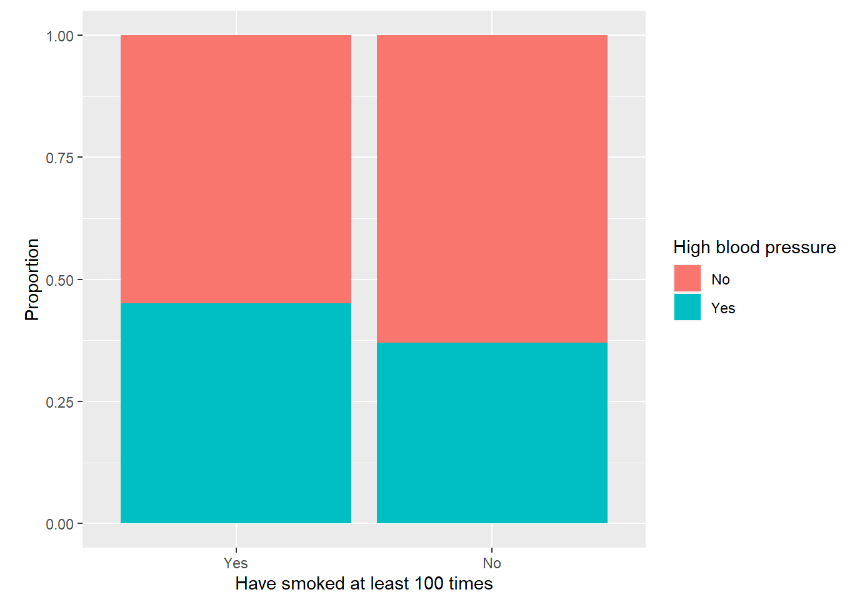 1.00
0.75
0.50
0.25
0.00
Proportion
Yes
No
Have smoked at least 100 times
High blood pressure
No
Yes